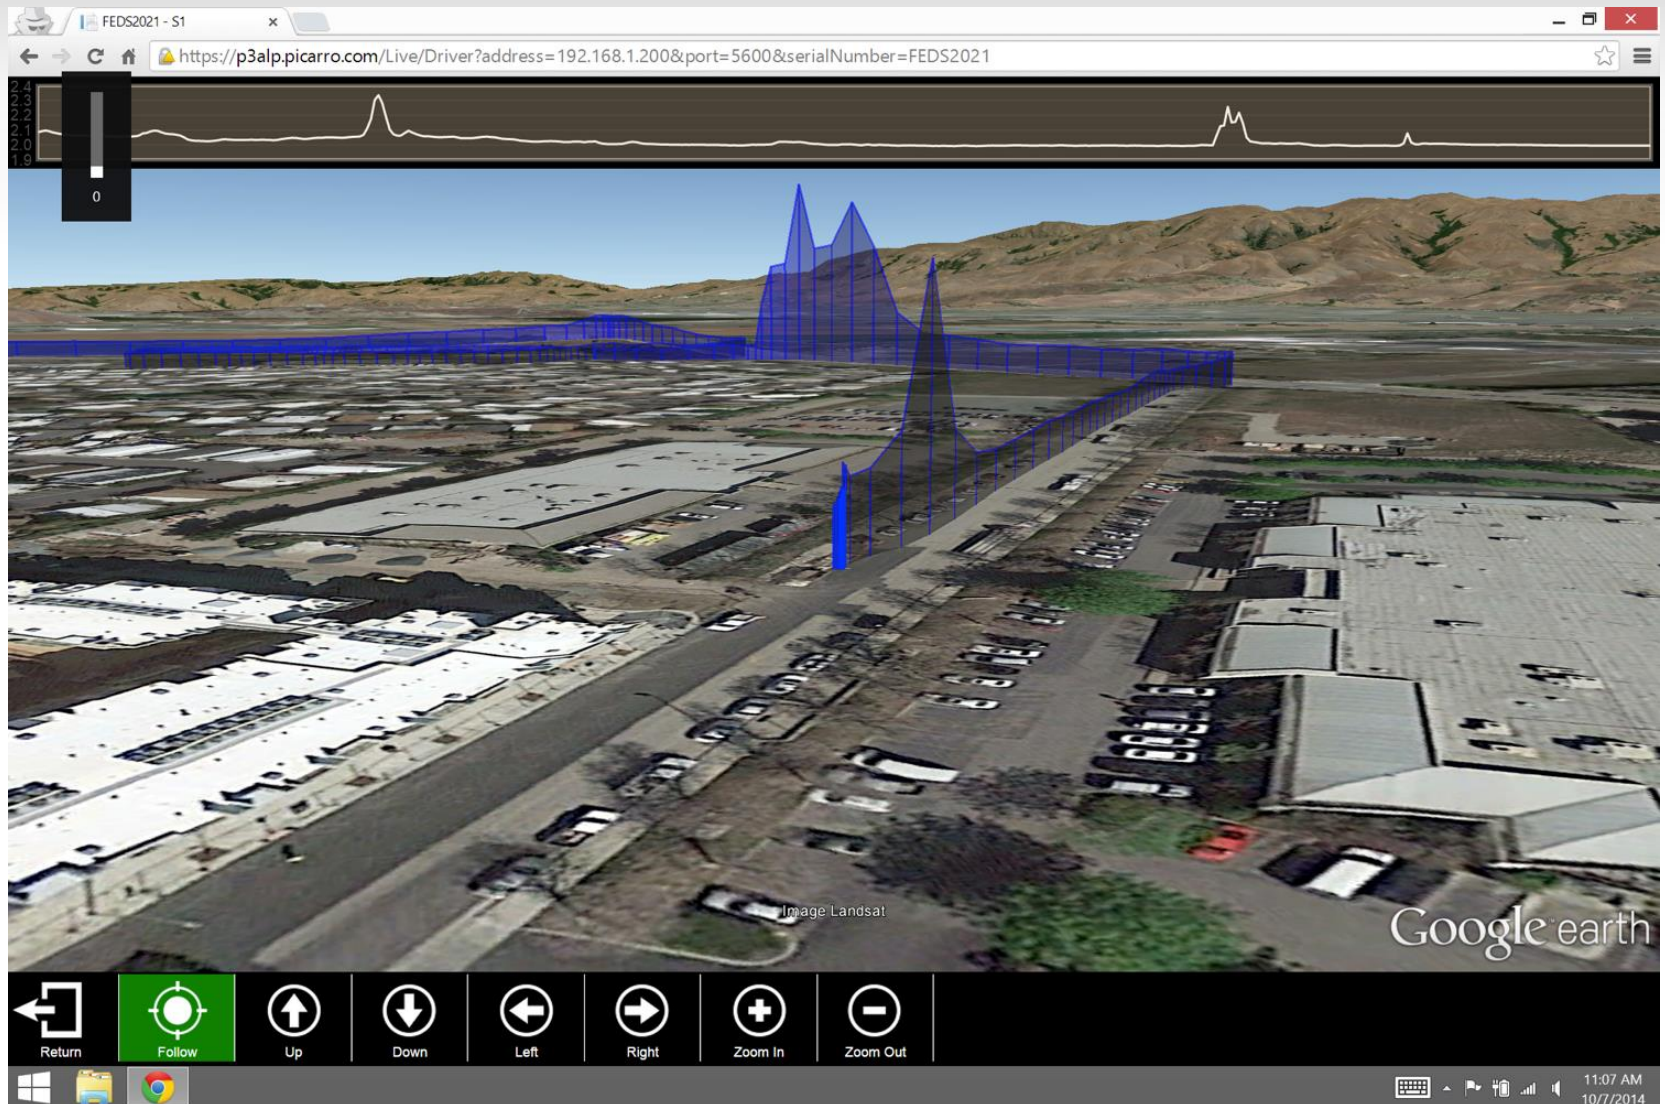 FEDS2021 - S1
https://p3alp.picarro.com/Live/Driver?address=192.168.1.200&port=5600&serialNumber=FEDS2021
2.4
2.3
2.2
2.1
2.0
1.9
0
Image Landsat
Google earth
Return
Follow
Up
Down
Left
Right
Zoom In
Zoom Out
11:07 AM
10/7/2014